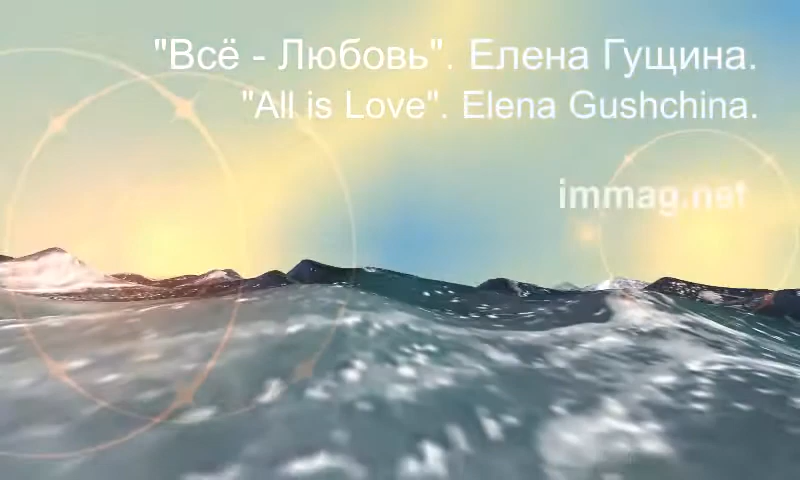 "Всё - Любовь". Елена Гущина.
"All is Love". Elena Gushchina.
immag.net